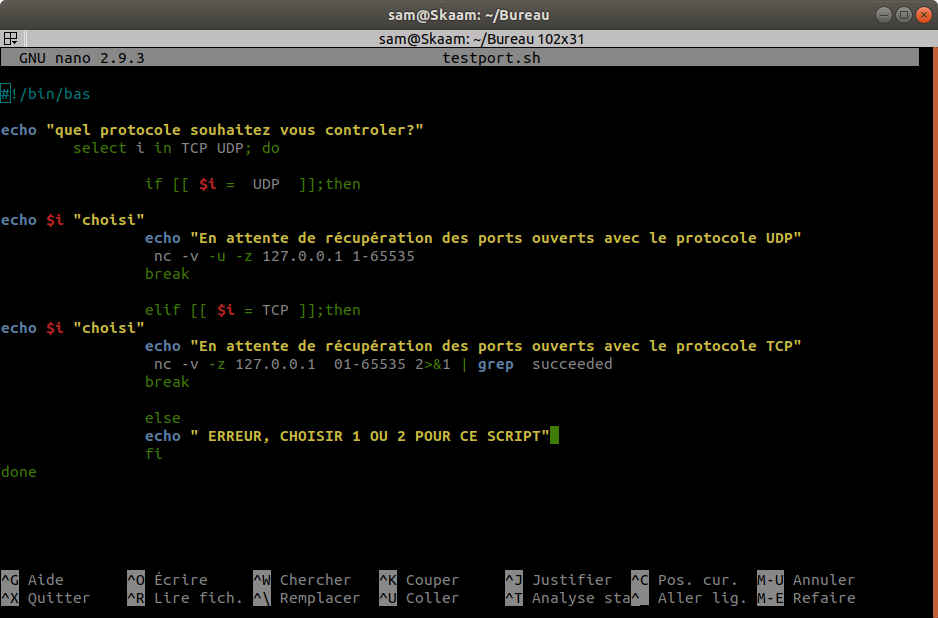 sam@Skaam: ~/Bureau
sam@Skaam: ~/Bureau 102x31
GNU nano 2.9.3 testport.sh
#!/bin/bas
echo "quel protocole souhaitez vous controler?"
select i in TCP UDP; do
if [[ $i = UDP ]];then
echo $i "choisi"
echo "En attente de récupération des ports ouverts avec le protocole UDP"
nc -v -u -z 127.0.0.1 1-65535
break
elif [[ $i = TCP ]];then
echo $i "choisi"
echo "En attente de récupération des ports ouverts avec le protocole TCP"
nc -v -z 127.0.0.1 01-65535 2>&1 | grep succeeded
break
else
echo " ERREUR, CHOISIR 1 OU 2 POUR CE SCRIPT"
fi
done
^G Aide ^O Écrire ^W Chercher ^K Couper ^J Justifier ^C Pos. cur. M-U Annuler
^X Quitter ^R Lire fich. ^\ Remplacer ^U Coller ^T Analyse sta^_ Aller lig. M-E Refaire